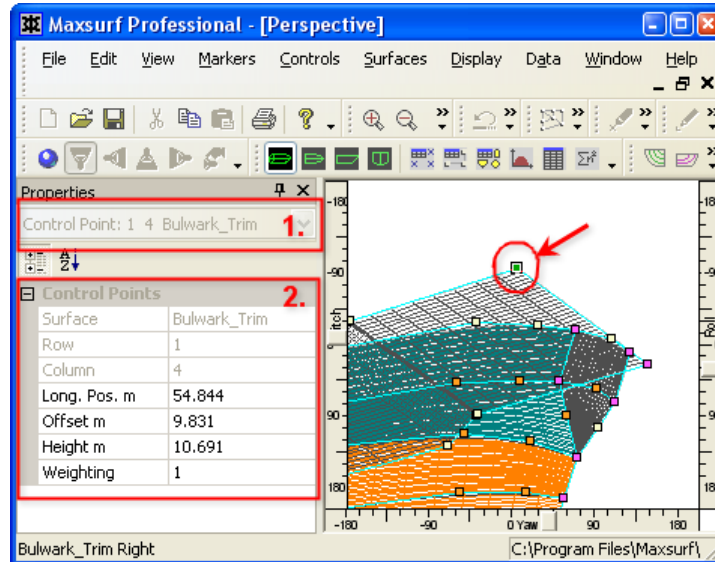 Maxsurf Professional - [Perspective]
File Edit View Markers Controls Surfaces Display Data Window Help
Properties
Control Point: 1 4 Bulwark_Trim 1.
Control Points 2.
Surface Bulwark_Trim
Row 1
Column 4
Long. Pos. m 54.844
Offset m 9.831
Height m 10.691
Weighting 1
-180
-90
itch
90
180
-180 -90 0 Yaw 90 180
-180
-90
0
90
180
Bulwark_Trim Right
C:\Program Files\Maxsurf\